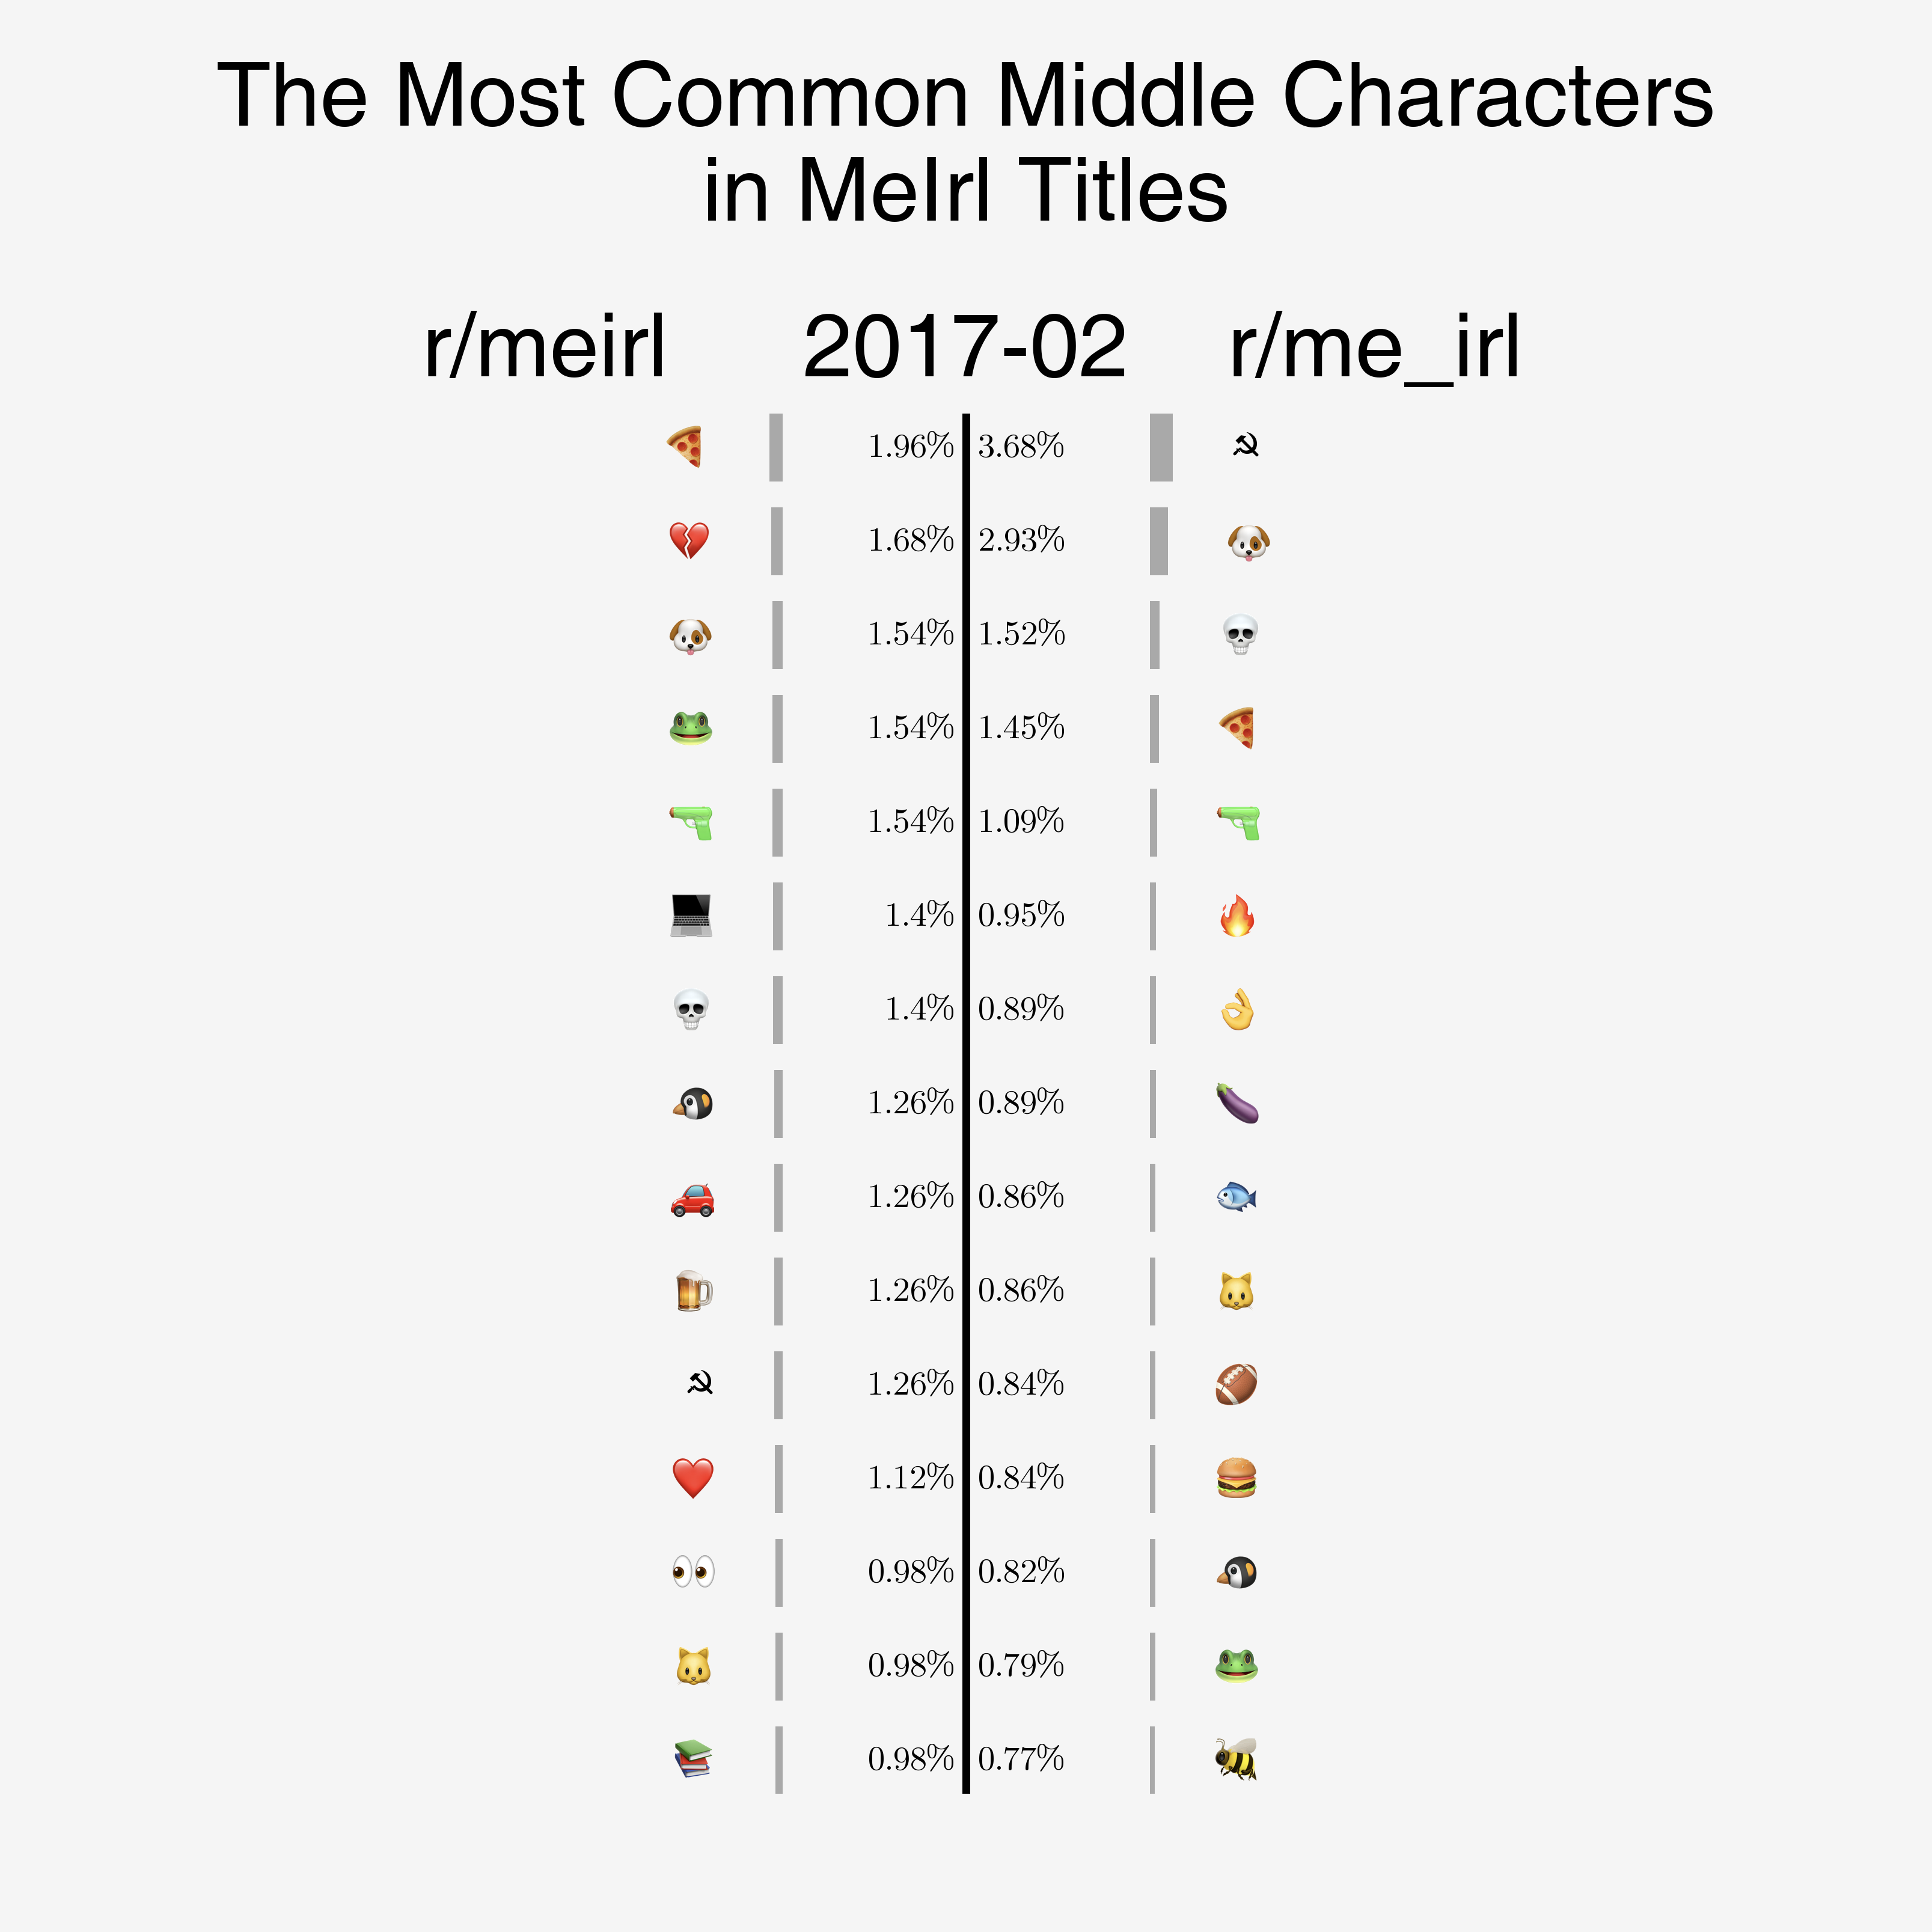 The Most Common Middle Characters
in MeIrl Titles
r/meirl 2017-02 r/me_irl
🍕 1.96% 3.68% ☭
💔 1.68% 2.93% 🐶
🐶 1.54% 1.52% 💀
🐸 1.54% 1.45% 🍕
🔫 1.54% 1.09% 🔫
💻 1.4% 0.95% 🔥
💀 1.4% 0.89% 👌
🐧 1.26% 0.89% 🍆
🚗 1.26% 0.86% 🐟
🍺 1.26% 0.86% 🐱
☭ 1.26% 0.84% 🏈
❤️ 1.12% 0.84% 🍔
👀 0.98% 0.82% 🐧
🐱 0.98% 0.79% 🐸
📚 0.98% 0.77% 🐝